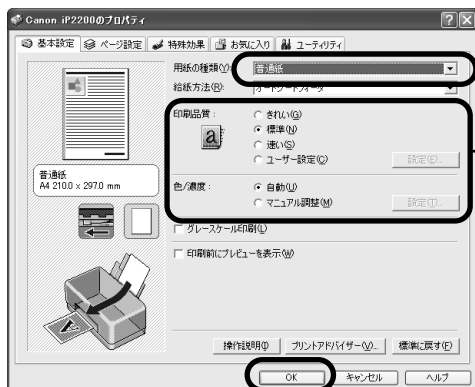 Canon iP2200のプロパティ
基本設定 ページ設定 特殊効果 お気に入り ユーティリティ
用紙の種類(Y): 普通紙
給紙方法(R): オートシートフィーダ
印刷品質: きれい(G)
標準(N)
速い(S)
ユーザー設定(C) 設定(E)...
普通紙
A4 210.0 x 297.0 mm
色/濃度: 自動(U)
マニュアル調整(M) 設定(T)...
グレースケール印刷(L)
印刷前にプレビューを表示(W)
操作説明(I) プリントアドバイザー(V)... 標準に戻す(F)
OK キャンセル ヘルプ